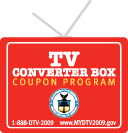 TV
CONVERTER BOX
COUPON PROGRAM
1-888-DTV-2009 www.MYDTV2009.gov